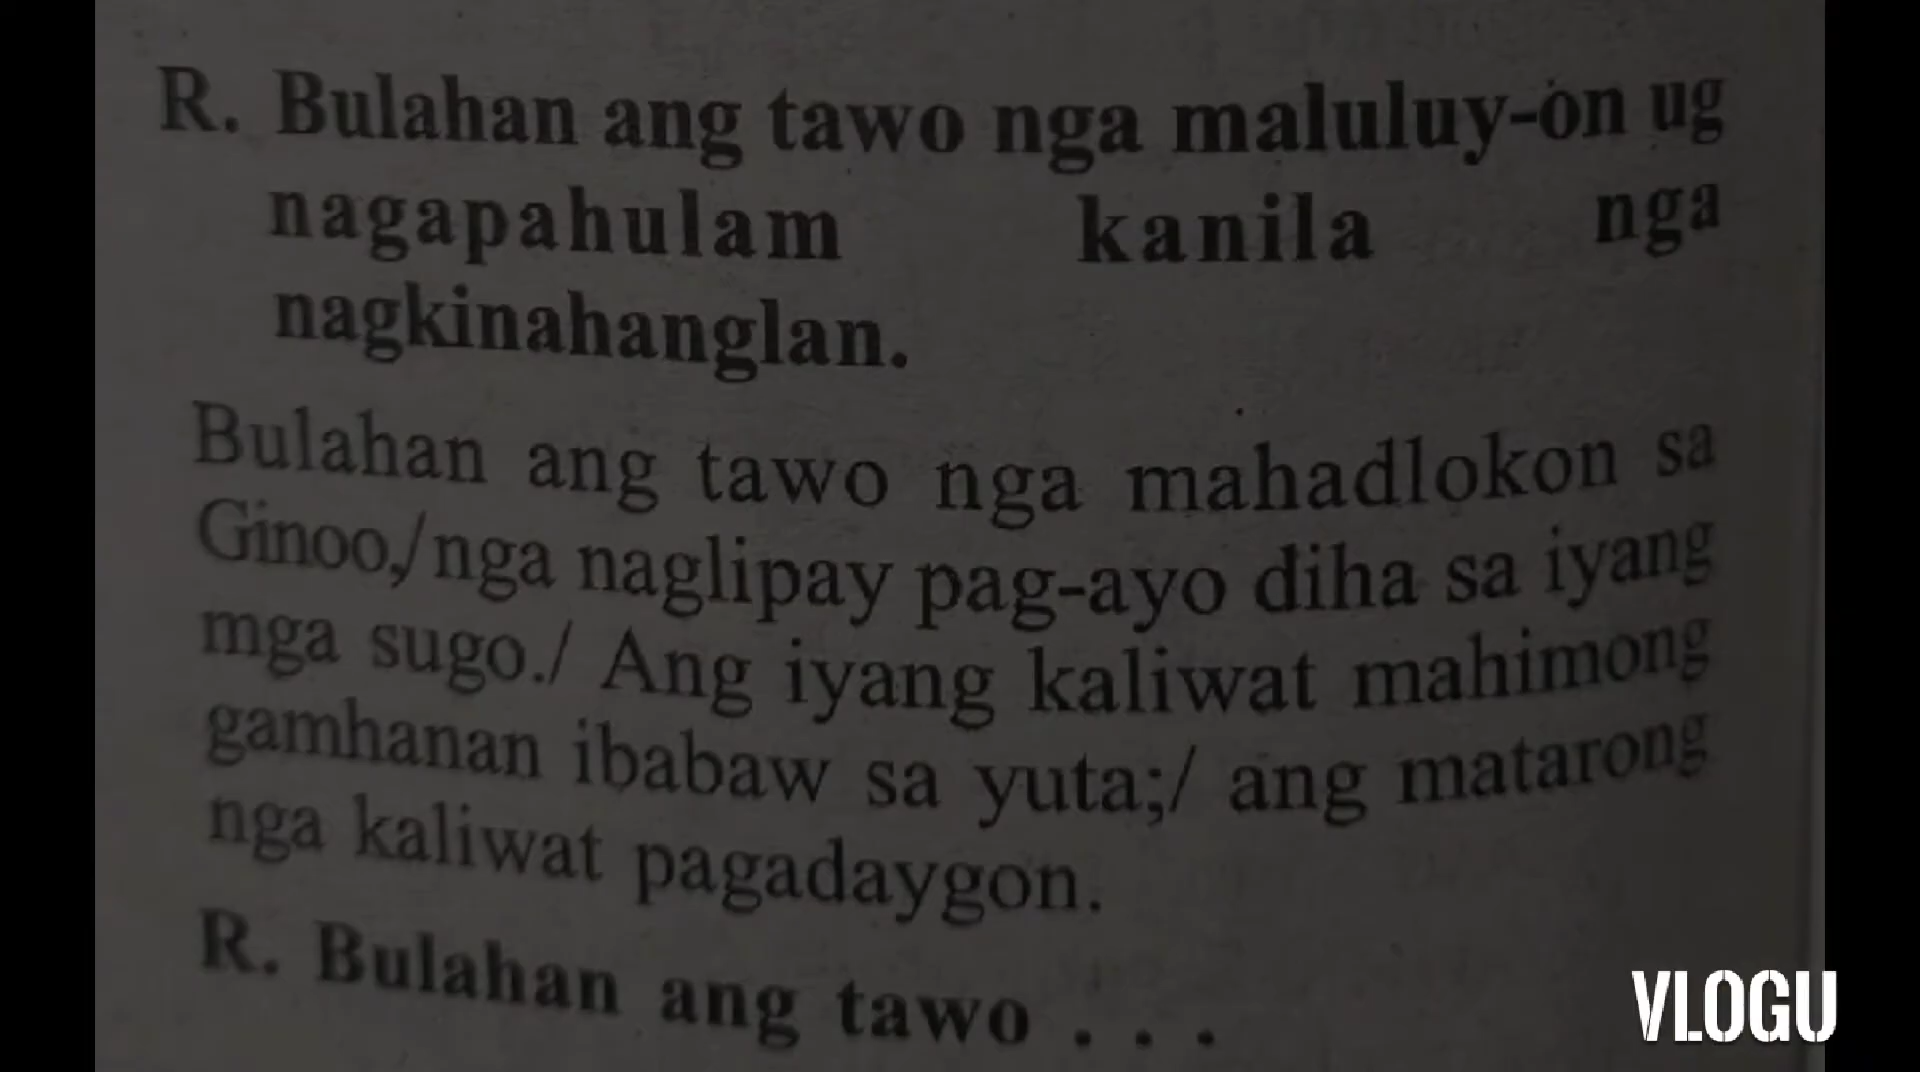 R. Bulahan ang tawo nga maluluy-on ug
nagapahulam kanila nga
nagkinahanglan.
Bulahan ang tawo nga mahadlokon sa
Ginoo,/nga naglipay pag-ayo diha sa iyang
mga sugo./ Ang iyang kaliwat mahimong
gamhanan ibabaw sa yuta;/ ang matarong
nga kaliwat pagadaygon.
R. Bulahan ang tawo . . .
VLOGU